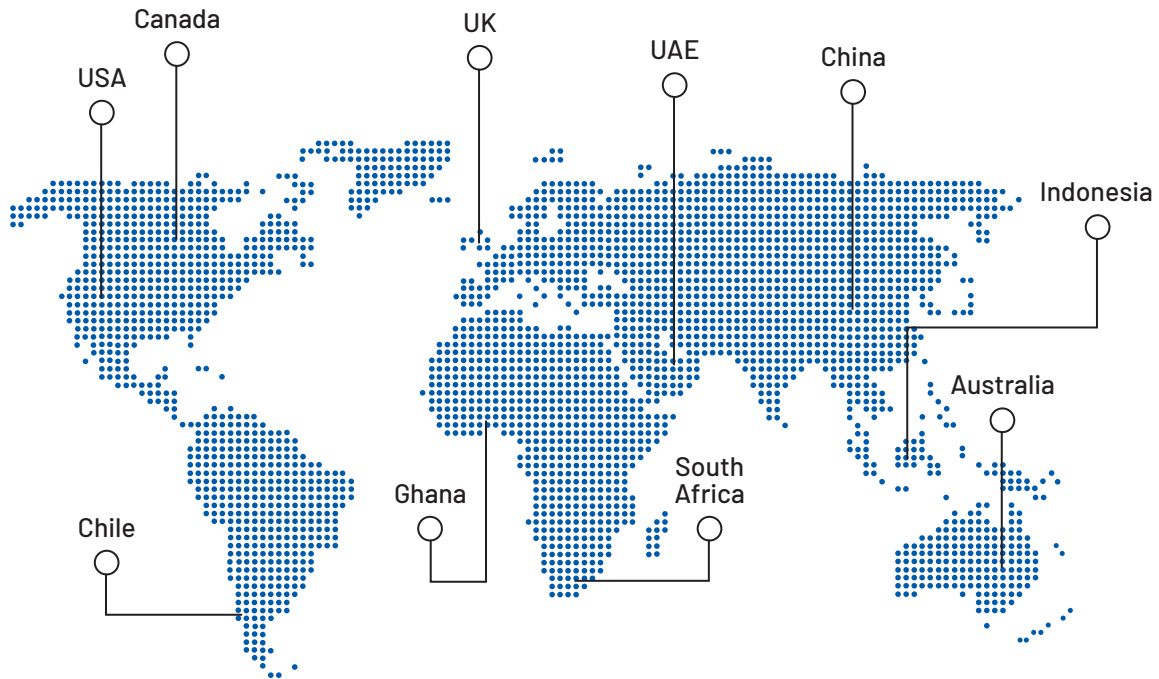 Canada
UK
UAE
China
USA
Indonesia
Australia
South
Africa
Ghana
Chile